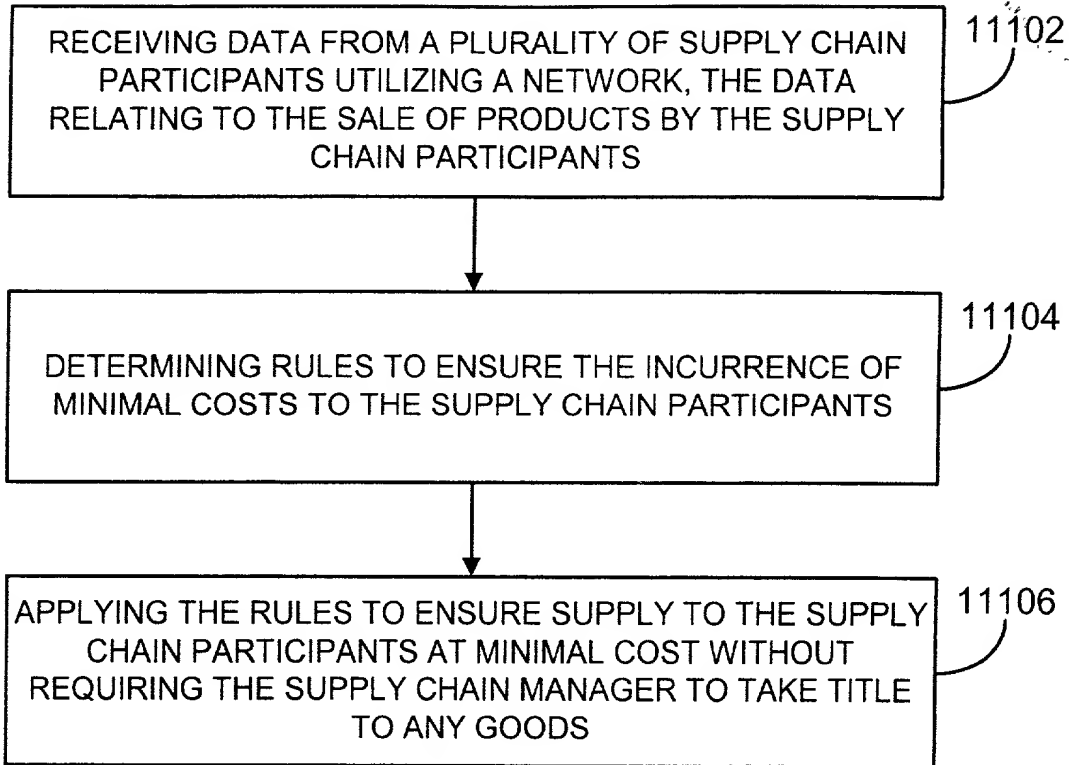 RECEIVING DATA FROM A PLURALITY OF SUPPLY CHAIN
PARTICIPANTS UTILIZING A NETWORK, THE DATA
RELATING TO THE SALE OF PRODUCTS BY THE SUPPLY
CHAIN PARTICIPANTS
11102
DETERMINING RULES TO ENSURE THE INCURRENCE OF
MINIMAL COSTS TO THE SUPPLY CHAIN PARTICIPANTS
11104
APPLYING THE RULES TO ENSURE SUPPLY TO THE SUPPLY
CHAIN PARTICIPANTS AT MINIMAL COST WITHOUT
REQUIRING THE SUPPLY CHAIN MANAGER TO TAKE TITLE
TO ANY GOODS
11106